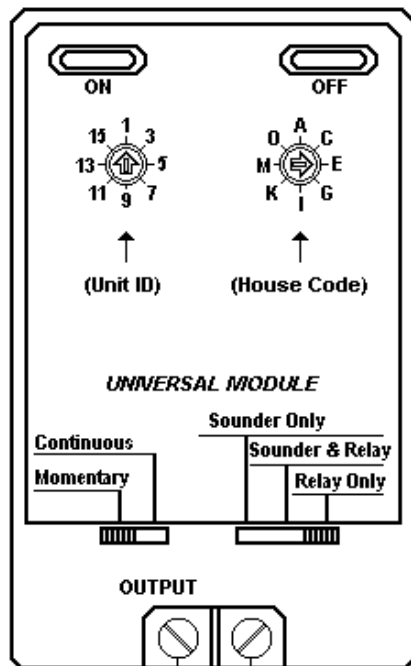 ON
OFF
1
15 3
13 5
11 7
9
A
O C
M E
K G
I
(Unit ID)
(House Code)
UNIVERSAL MODULE
Sounder Only
Continuous
Sounder & Relay
Momentary
Relay Only
OUTPUT